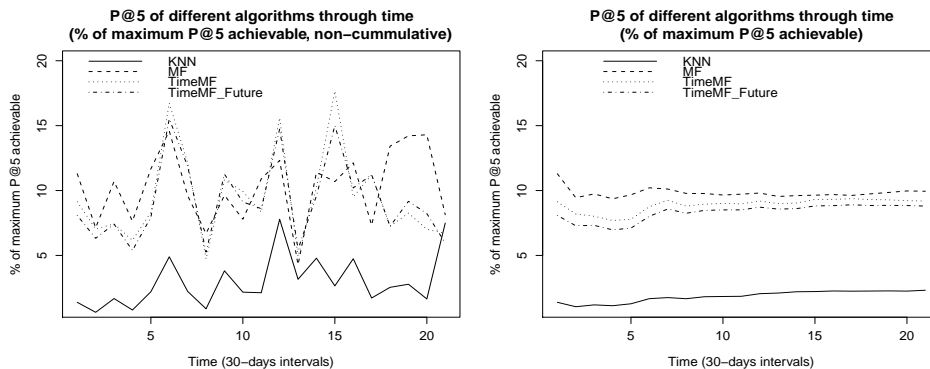 P@5 of different algorithms through time
(% of maximum P@5 achievable, non−cummulative)
% of maximum P@5 achievable
20
15
10
5
KNN
MF
TimeMF
TimeMF_Future
5
10
15
20
Time (30−days intervals)
P@5 of different algorithms through time
(% of maximum P@5 achievable)
% of maximum P@5 achievable
20
15
10
5
KNN
MF
TimeMF
TimeMF_Future
5
10
15
20
Time (30−days intervals)